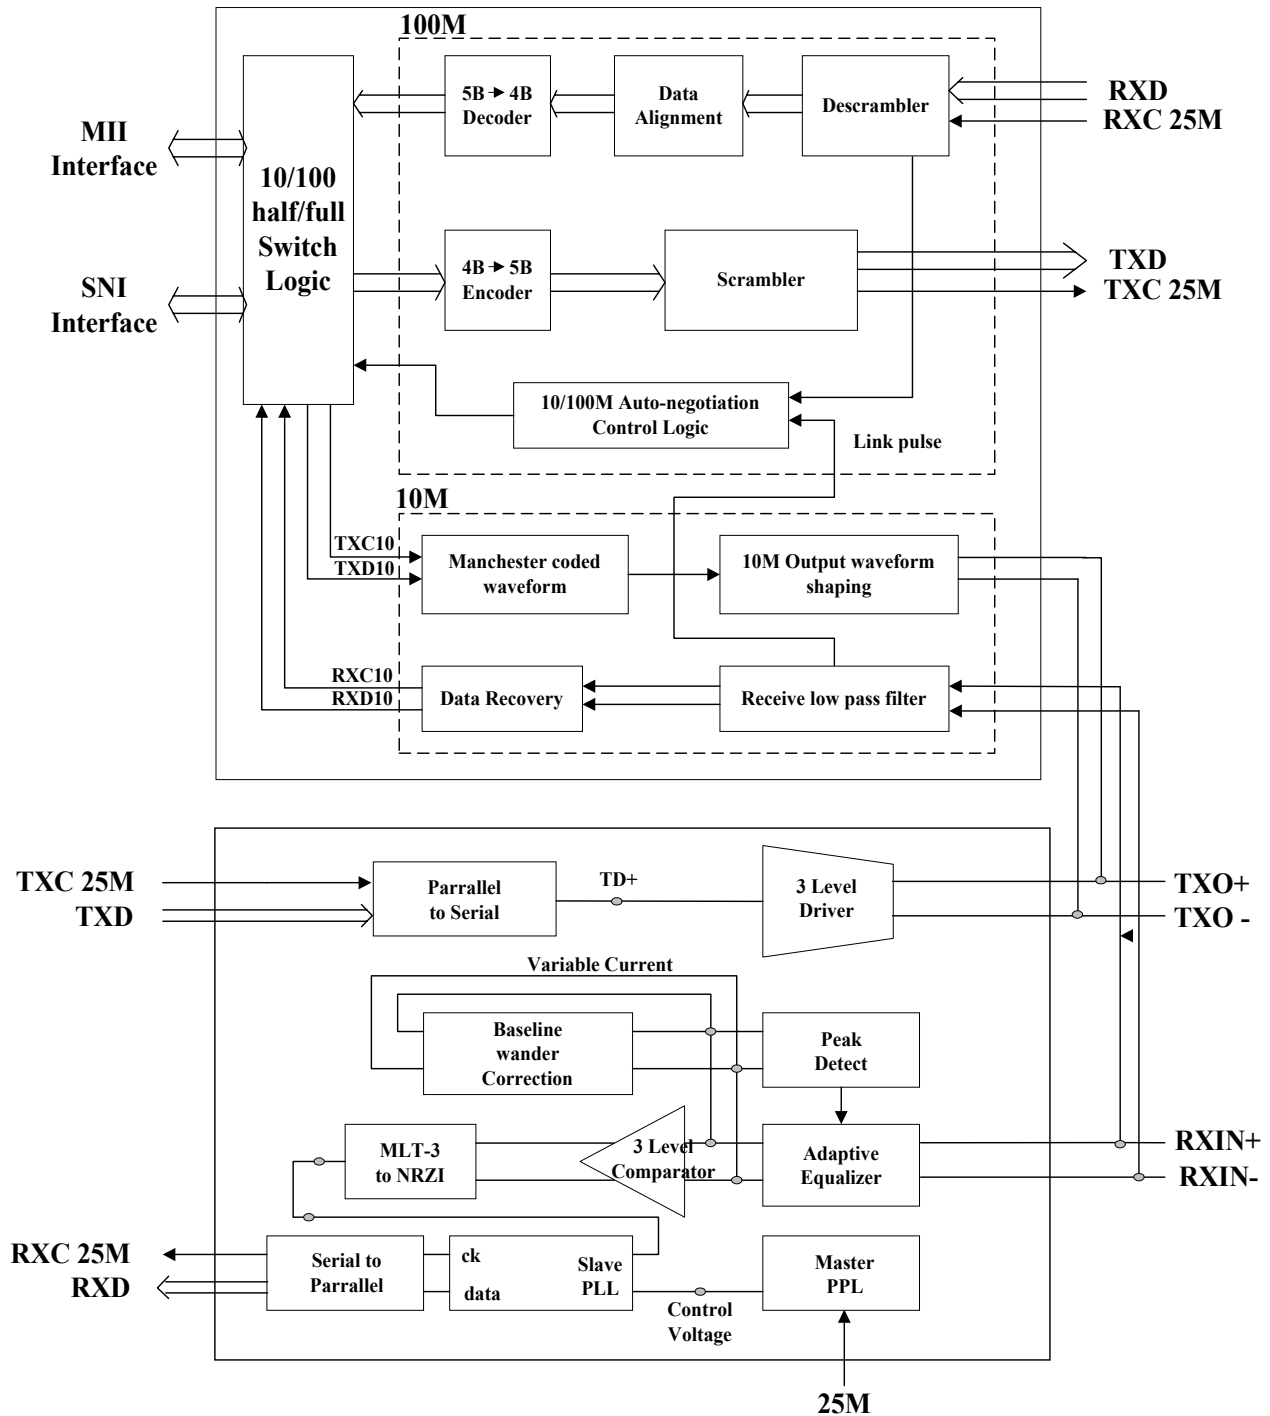 100M
MII
Interface
SNI
Interface
10/100
half/full
Switch
Logic
5B → 4B
Decoder
Data
Alignment
Descrambler
RXD
RXC 25M
4B → 5B
Encoder
Scrambler
TXD
TXC 25M
10/100M Auto-negotiation
Control Logic
Link pulse
10M
TXC10
TXD10
Manchester coded
waveform
10M Output waveform
shaping
RXC10
RXD10
Data Recovery
Receive low pass filter
TXC 25M
TXD
Parrallel
to Serial
TD+
3 Level
Driver
TXO+
TXO -
Variable Current
Baseline
wander
Correction
Peak
Detect
MLT-3
to NRZI
3 Level
Comparator
Adaptive
Equalizer
RXIN+
RXIN-
RXC 25M
RXD
Serial to
Parrallel
ck
data
Slave
PLL
Control
Voltage
Master
PPL
25M